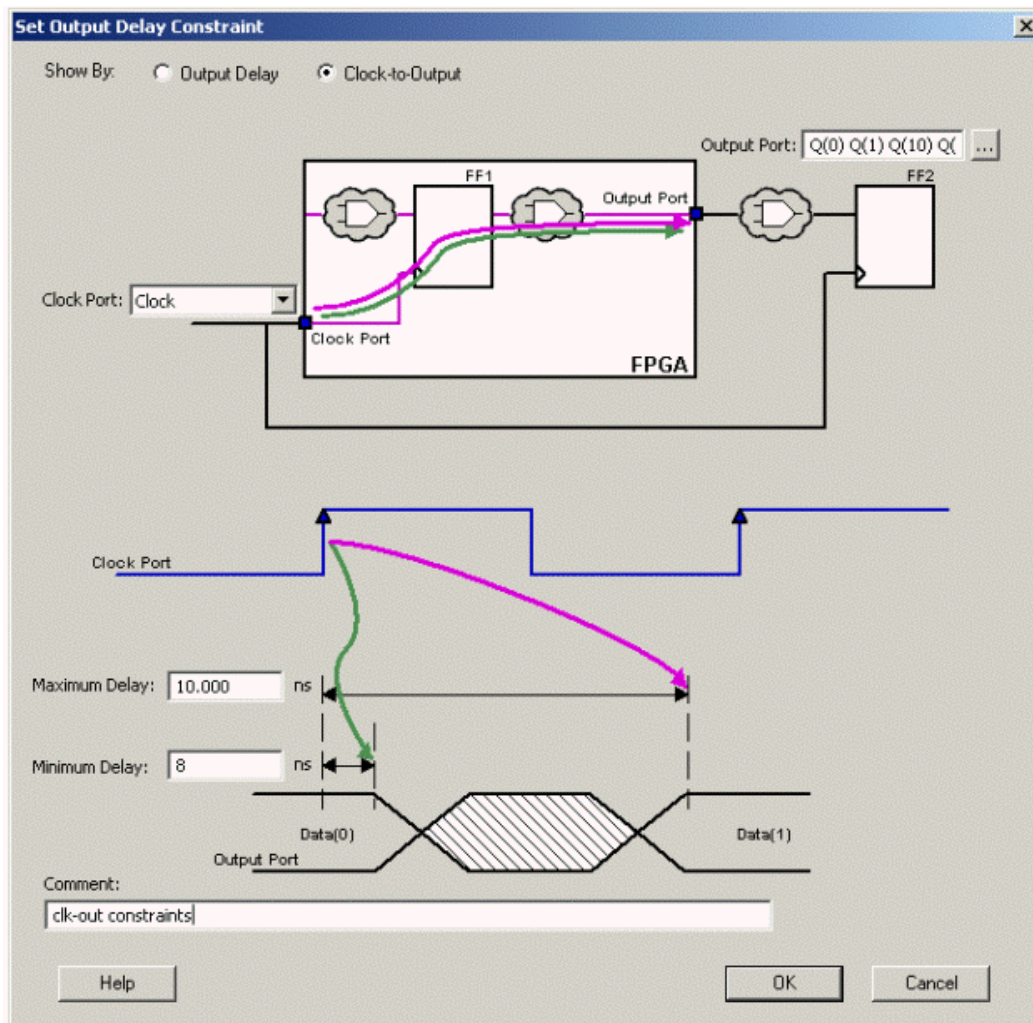 Set Output Delay Constraint
Show By: Output Delay Clock-to-Output
Output Port: Q(0) Q(1) Q(10) Q( ...
FF1 FF2
Output Port
Clock Port: Clock
Clock Port
FPGA
Clock Port
Maximum Delay: 10.000 ns
Minimum Delay: 8 ns
Data(0) Data(1)
Output Port
Comment:
clk-out constraints
Help OK Cancel